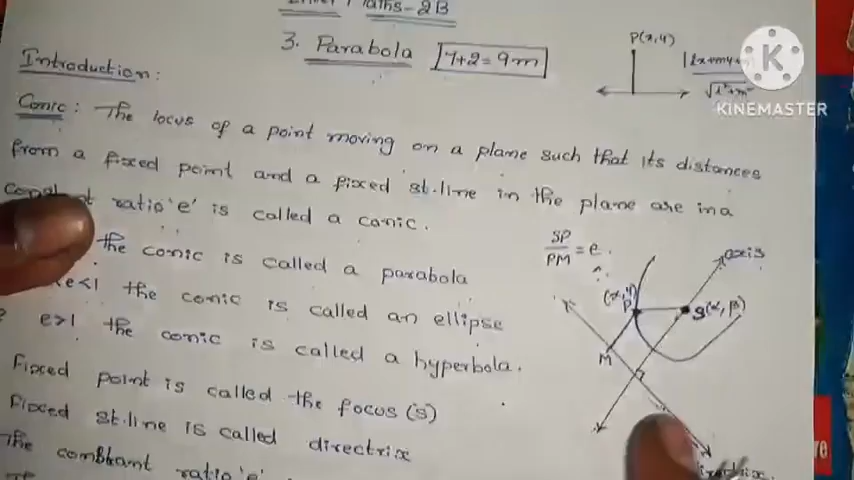 Maths-2B
3. Parabola 7+2=9m
P(x,y)
KINEMASTER
Introduction:
Conic: The locus of a point moving on a plane such that its distances
from a fixed point and a fixed st.line in the plane are in a
ratio 'e' is called a conic.
SP/PM = e.
the conic is called a parabola
e<1 the conic is called an ellipse
e>1 the conic is called a hyperbola.
axis
(x,y)
P
S(α,β)
M
Fixed point is called the focus(s)
Fixed st.line is called directrix
The constant ratio 'e'